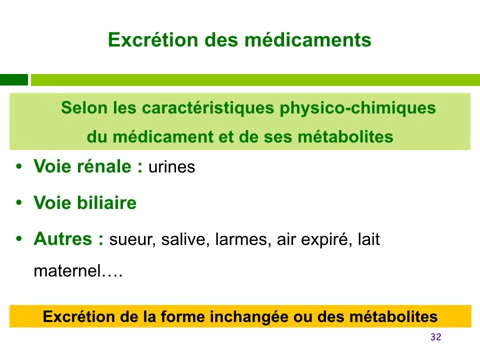 Excrétion des médicaments
Selon les caractéristiques physico-chimiques
du médicament et de ses métabolites
• Voie rénale : urines
• Voie biliaire
• Autres : sueur, salive, larmes, air expiré, lait
maternel….
Excrétion de la forme inchangée ou des métabolites
32